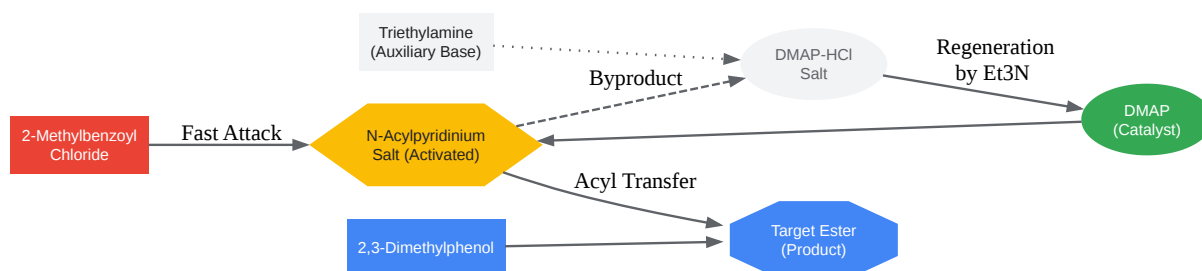 Triethylamine
(Auxiliary Base)
DMAP-HCl
Salt
Regeneration
by Et3N
Byproduct
DMAP
(Catalyst)
2-Methylbenzoyl
Chloride
Fast Attack
N-Acylpyridinium
Salt (Activated)
Acyl Transfer
2,3-Dimethylphenol
Target Ester
(Product)